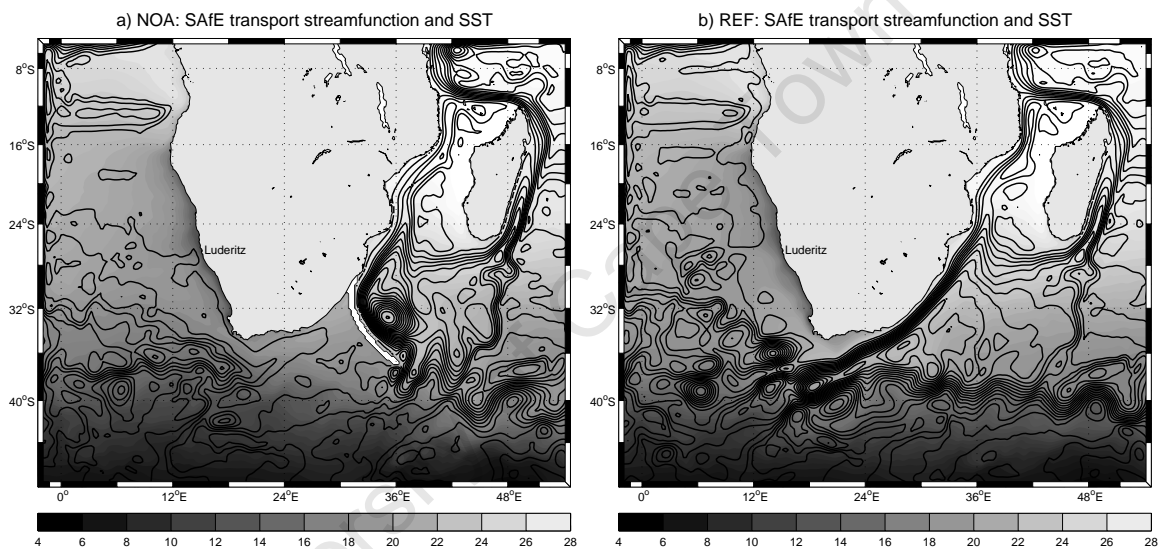 a) NOA: SAfE transport streamfunction and SST
b) REF: SAfE transport streamfunction and SST
8°S
16°S
24°S
32°S
40°S
Luderitz
0°
12°E
24°E
36°E
48°E
4 6 8 10 12 14 16 18 20 22 24 26 28
8°S
16°S
24°S
32°S
40°S
Luderitz
0°
12°E
24°E
36°E
48°E
4 6 8 10 12 14 16 18 20 22 24 26 28